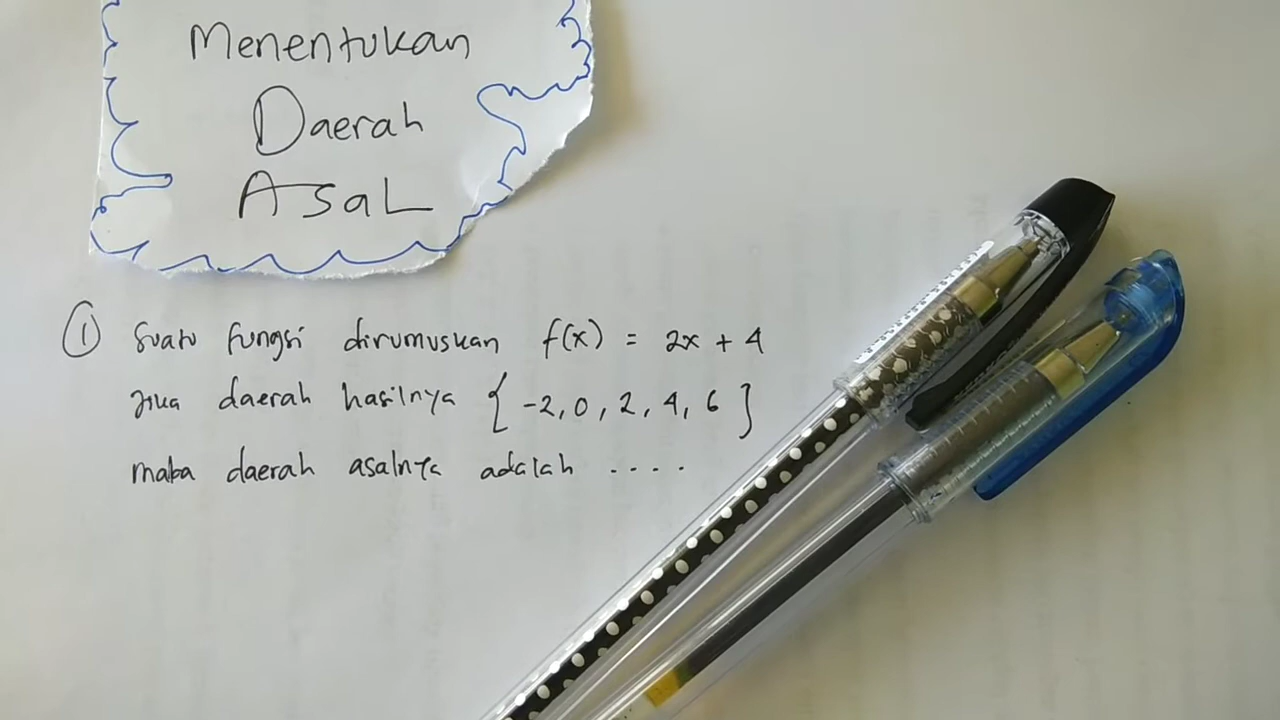 Menentukan
Daerah
Asal
① Suatu fungsi dirumuskan f(x) = 2x + 4
jika daerah hasilnya { -2, 0, 2, 4, 6 }
maka daerah asalnya adalah ....